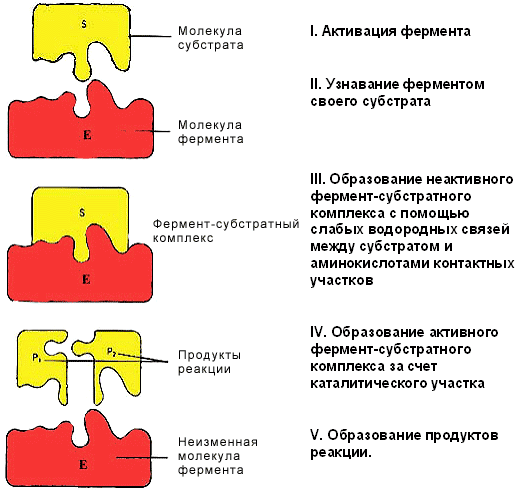 S
Молекула
субстрата
I. Активация фермента
II. Узнавание ферментом
своего субстрата
Молекула
фермента
E
S
Фермент-субстратный
комплекс
E
III. Образование неактивного
фермент-субстратного
комплекса с помощью
слабых водородных связей
между субстратом и
аминокислотами контактных
участков
P1
P2
Продукты
реакции
IV. Образование активного
фермент-субстратного
комплекса за счет
каталитического участка
E
Неизменная
молекула
фермента
V. Образование продуктов
реакции.